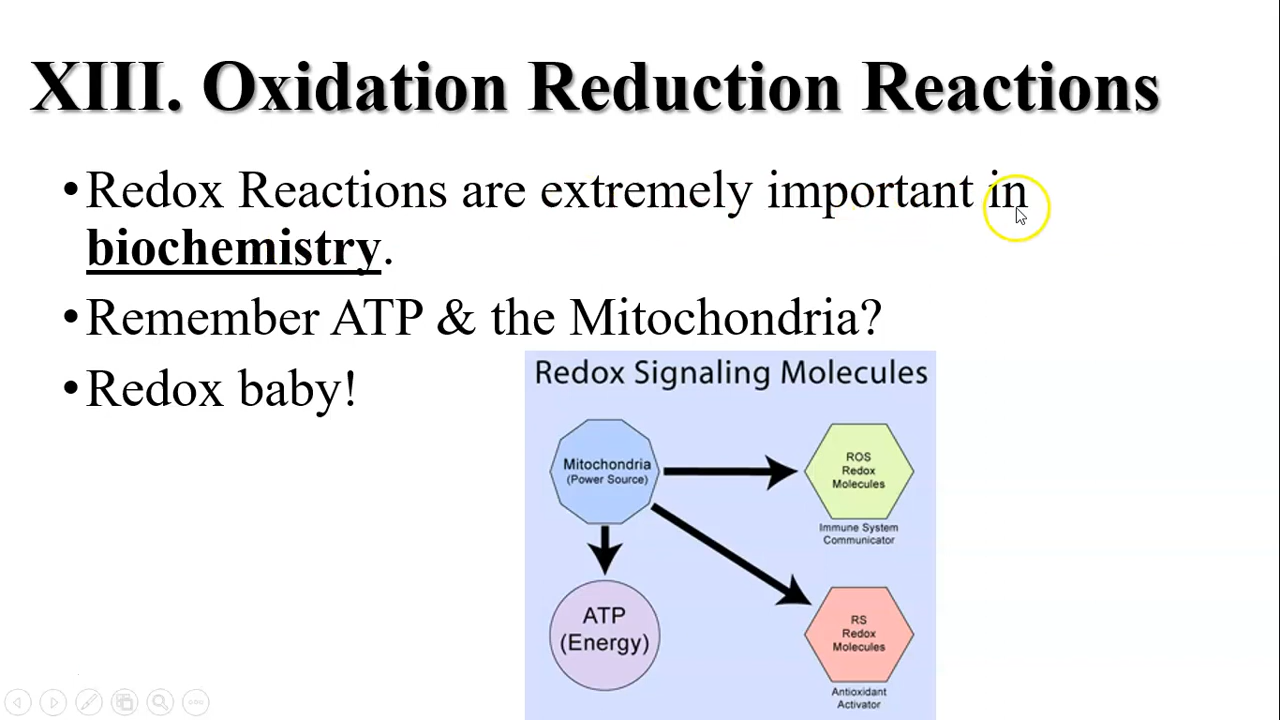 XIII. Oxidation Reduction Reactions
•Redox Reactions are extremely important in
biochemistry.
•Remember ATP & the Mitochondria?
•Redox baby!
Redox Signaling Molecules
Mitochondria
(Power Source)
ROS
Redox
Molecules
Immune System
Communicator
ATP
(Energy)
RS
Redox
Molecules
Antioxidant
Activator